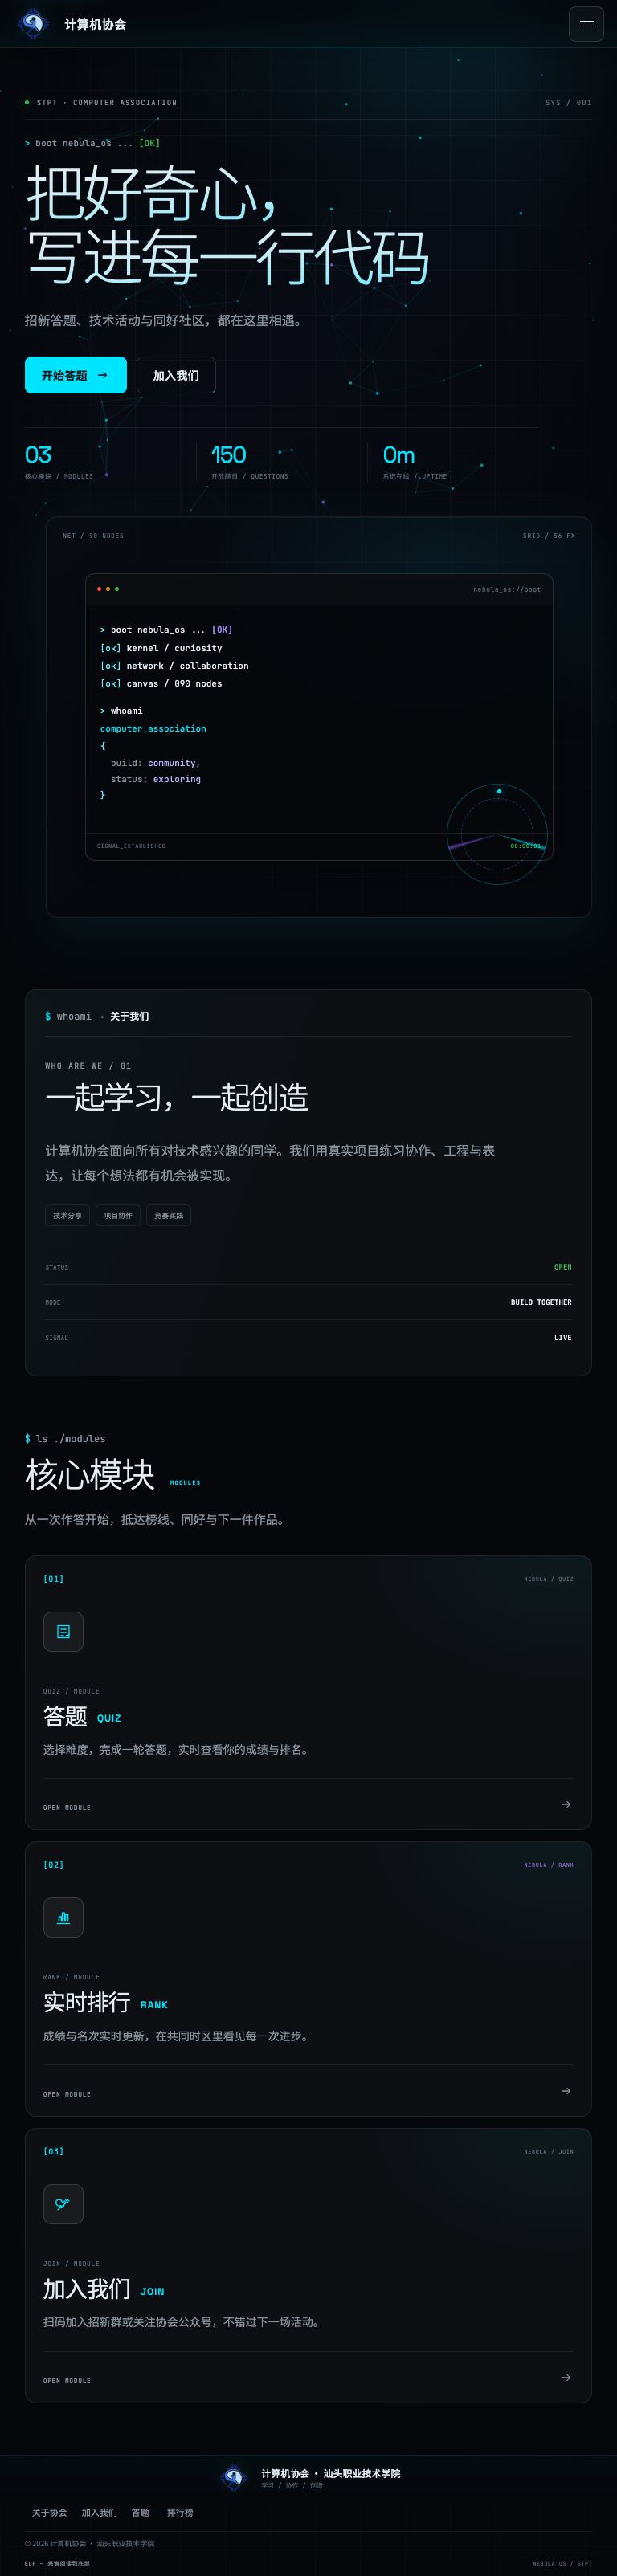 计算机协会
STPT · COMPUTER ASSOCIATION
SYS / 001
> boot nebula_os ... [OK]
把好奇心，
写进每一行代码
招新答题、技术活动与同好社区，都在这里相遇。
开始答题 →
加入我们
03
核心模块 / MODULES
150
开放题目 / QUESTIONS
0m
系统在线 / UPTIME
NET / 90 NODES
GRID / 56 PX
nebula_os://boot
> boot nebula_os ... [OK]
[ok] kernel / curiosity
[ok] network / collaboration
[ok] canvas / 090 nodes
> whoami
computer_association
{
build: community,
status: exploring
}
SIGNAL_ESTABLISHED
00:00:01
$ whoami → 关于我们
WHO ARE WE / 01
一起学习，一起创造
计算机协会面向所有对技术感兴趣的同学。我们用真实项目练习协作、工程与表
达，让每个想法都有机会被实现。
技术分享
项目协作
竞赛实践
STATUS
OPEN
MODE
BUILD TOGETHER
SIGNAL
LIVE
$ ls ./modules
核心模块 MODULES
从一次作答开始，抵达榜线、同好与下一件作品。
[01]
NEBULA / QUIZ
QUIZ / MODULE
答题 QUIZ
选择难度，完成一轮答题，实时查看你的成绩与排名。
OPEN MODULE →
[02]
NEBULA / RANK
RANK / MODULE
实时排行 RANK
成绩与名次实时更新，在共同时区里看见每一次进步。
OPEN MODULE →
[03]
NEBULA / JOIN
JOIN / MODULE
加入我们 JOIN
扫码加入招新群或关注协会公众号，不错过下一场活动。
OPEN MODULE →
计算机协会 · 汕头职业技术学院
学习 / 协作 / 创造
关于协会 加入我们 答题 排行榜
© 2026 计算机协会 · 汕头职业技术学院
EOF — 感谢阅读到底部
NEBULA_OS / STPT